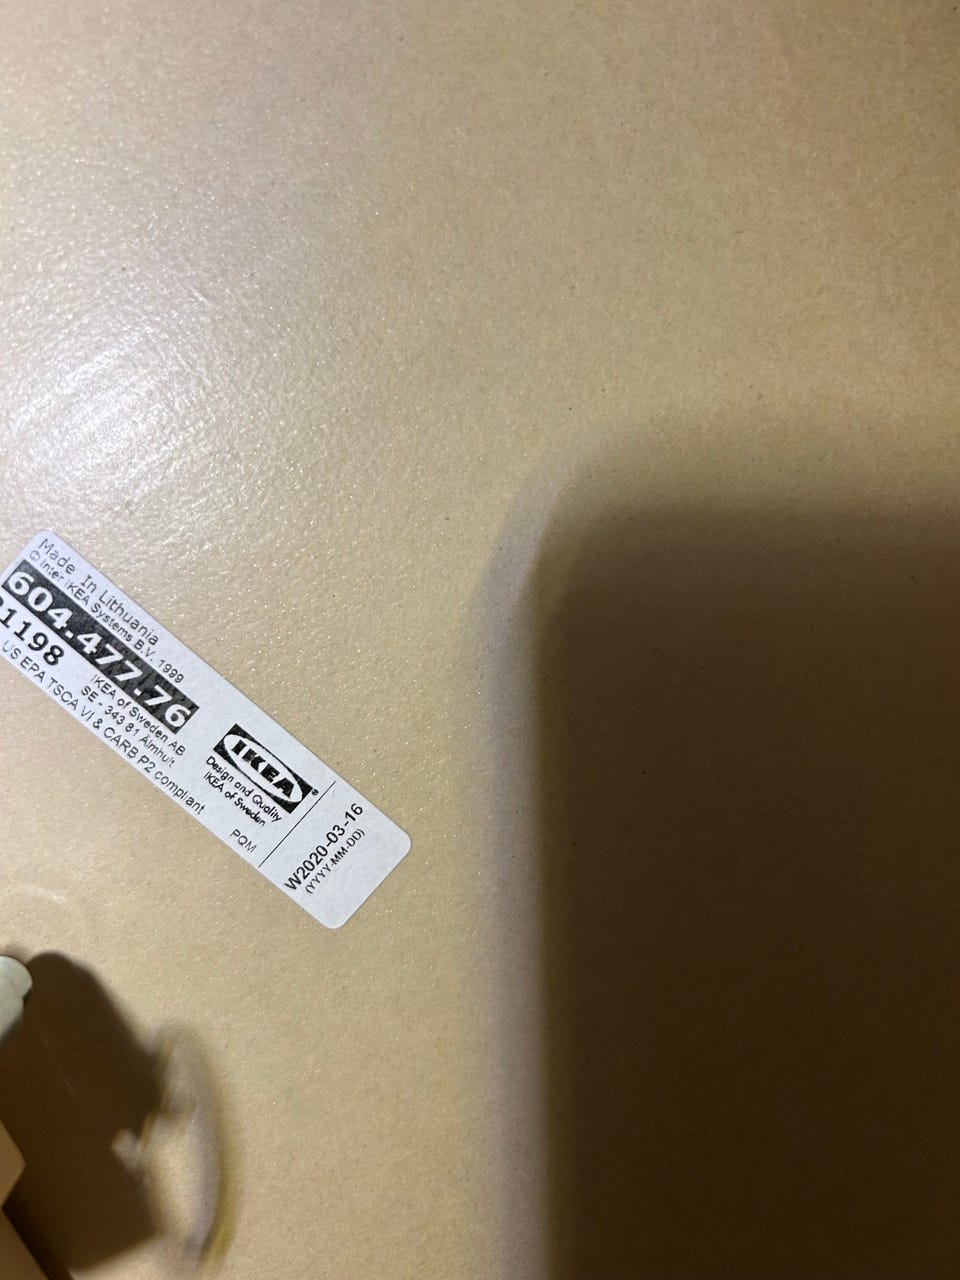 Made In Lithuania
© Inter IKEA Systems B.V. 1999
604.477.76
1198
IKEA of Sweden AB
SE - 343 81 Älmhult
US EPA TSCA VI & CARB P2 compliant
PQM
IKEA®
Design and Quality
IKEA of Sweden
W2020-03-16
(YYYY-MM-DD)